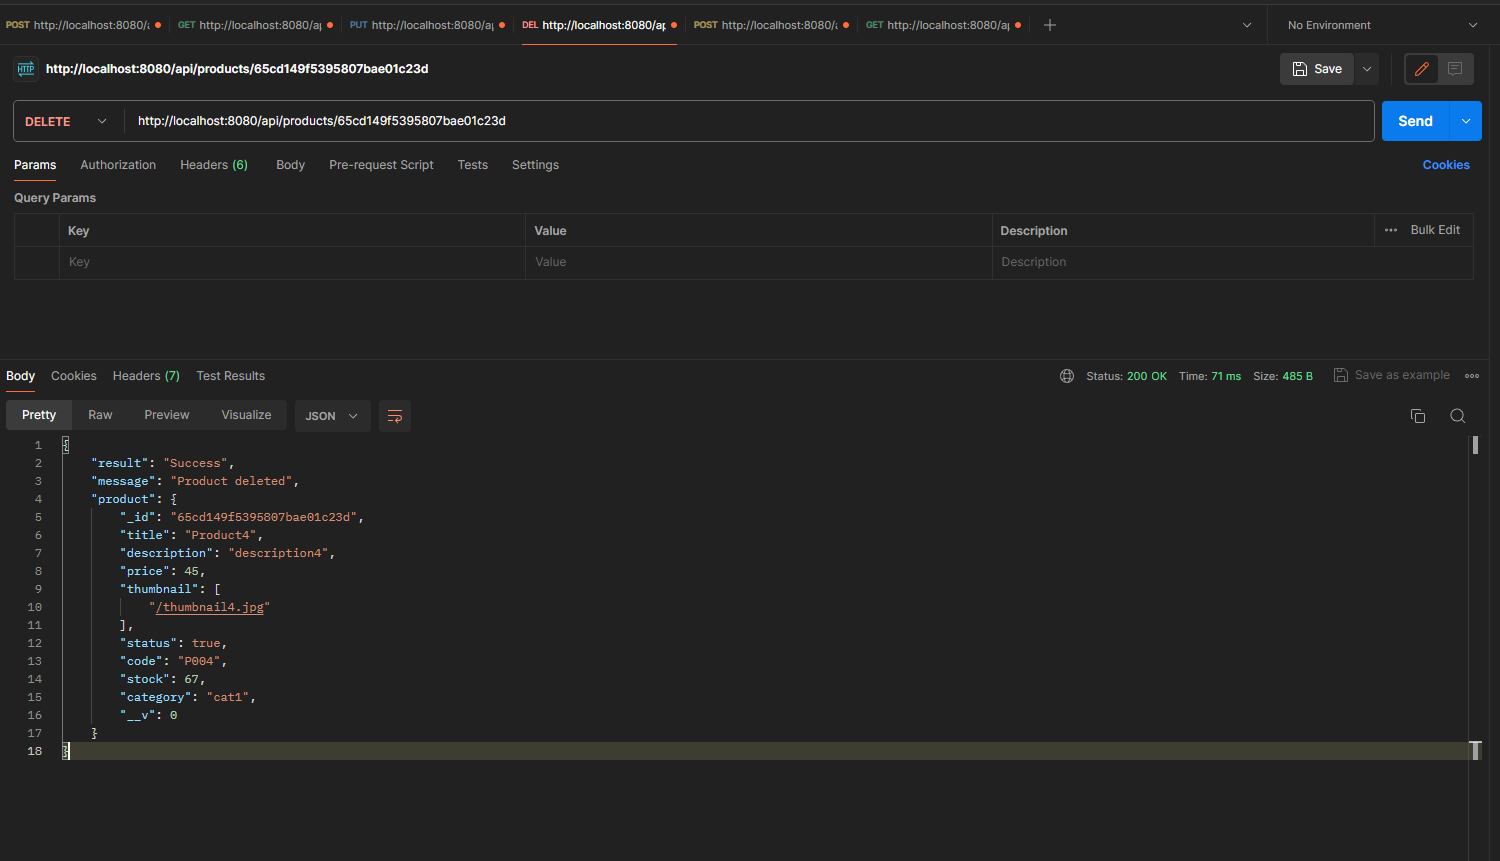 POST http://localhost:8080/a GET http://localhost:8080/ap PUT http://localhost:8080/ap DEL http://localhost:8080/ap POST http://localhost:8080/a GET http://localhost:8080/ap No Environment
HTTP http://localhost:8080/api/products/65cd149f5395807bae01c23d Save
DELETE http://localhost:8080/api/products/65cd149f5395807bae01c23d Send
Params Authorization Headers (6) Body Pre-request Script Tests Settings Cookies
Query Params
Key Value Description Bulk Edit
Key Value Description
Body Cookies Headers (7) Test Results Status: 200 OK Time: 71 ms Size: 485 B Save as example
Pretty Raw Preview Visualize JSON
1 {
2 "result": "Success",
3 "message": "Product deleted",
4 "product": {
5 "_id": "65cd149f5395807bae01c23d",
6 "title": "Product4",
7 "description": "description4",
8 "price": 45,
9 "thumbnail": [
10 "/thumbnail4.jpg"
11 ],
12 "status": true,
13 "code": "P004",
14 "stock": 67,
15 "category": "cat1",
16 "__v": 0
17 }
18 }